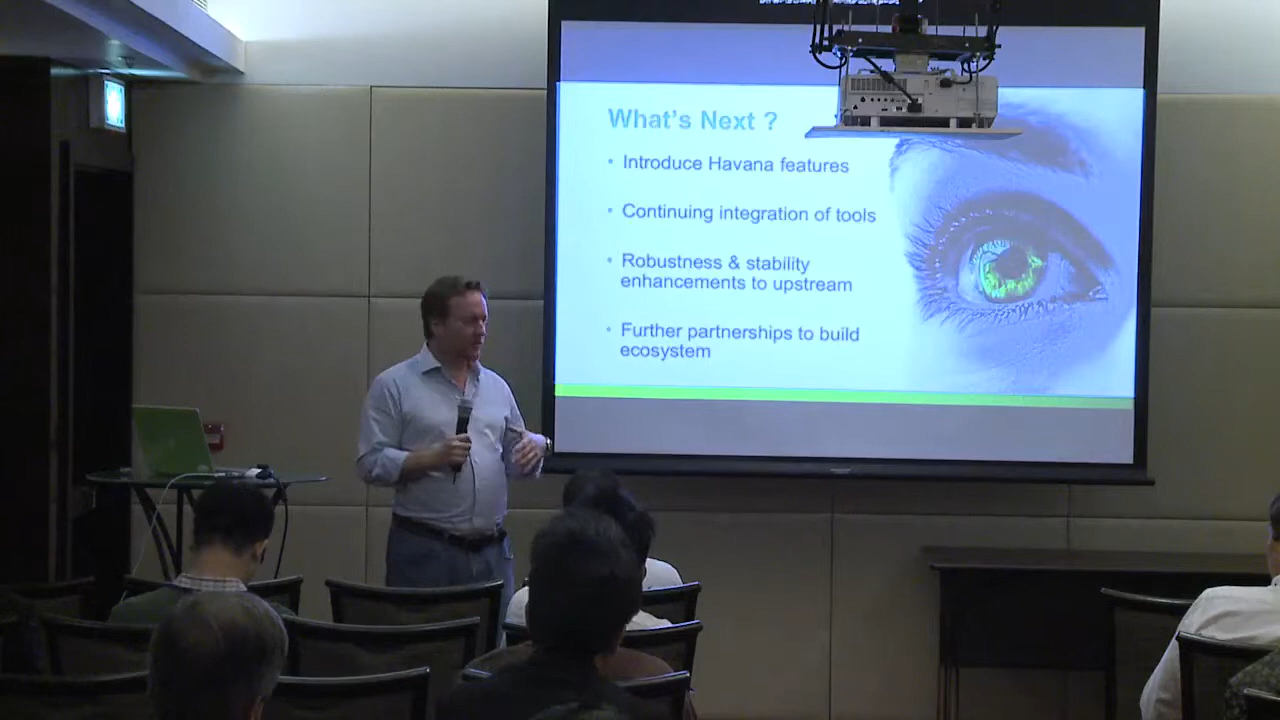 What's Next ?
• Introduce Havana features
• Continuing integration of tools
• Robustness & stability
enhancements to upstream
• Further partnerships to build
ecosystem